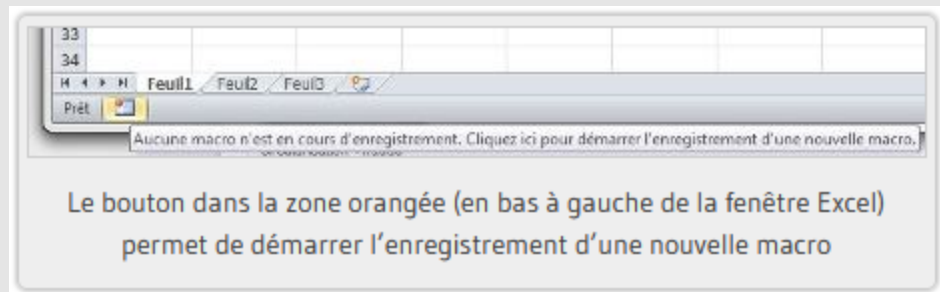 33
34
Feuil1 Feuil2 Feuil3
Prêt
Aucune macro n'est en cours d'enregistrement. Cliquez ici pour démarrer l'enregistrement d'une nouvelle macro.
Le bouton dans la zone orangée (en bas à gauche de la fenêtre Excel)
permet de démarrer l’enregistrement d’une nouvelle macro